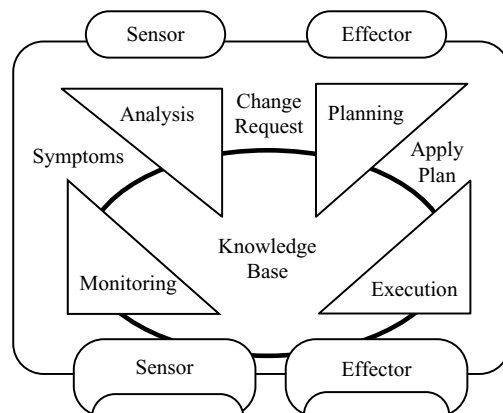 Sensor
Effector
Analysis
Change
Request
Planning
Symptoms
Apply
Plan
Knowledge
Base
Monitoring
Execution
Sensor
Effector